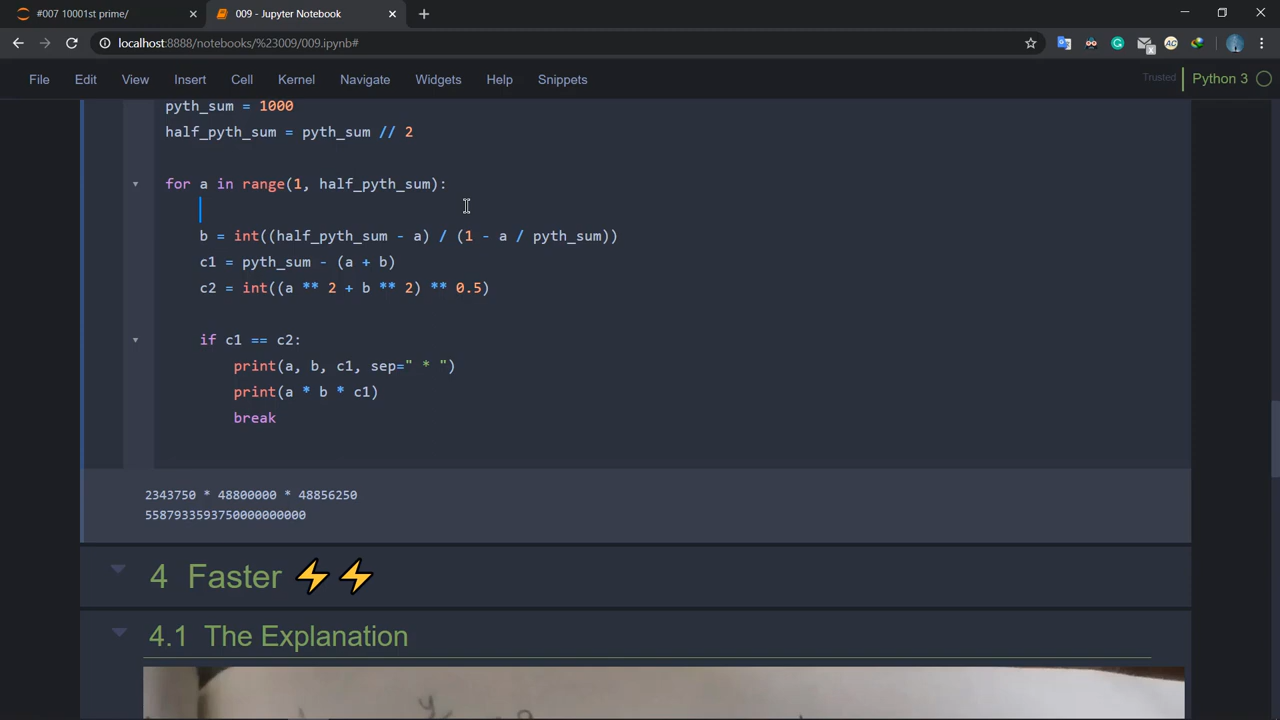 #007 10001st prime/
009 - Jupyter Notebook
localhost:8888/notebooks/%23009/009.ipynb#
File Edit View Insert Cell Kernel Navigate Widgets Help Snippets Trusted Python 3
pyth_sum = 1000
half_pyth_sum = pyth_sum // 2
for a in range(1, half_pyth_sum):
b = int((half_pyth_sum - a) / (1 - a / pyth_sum))
c1 = pyth_sum - (a + b)
c2 = int((a ** 2 + b ** 2) ** 0.5)
if c1 == c2:
print(a, b, c1, sep=" * ")
print(a * b * c1)
break
2343750 * 48800000 * 48856250
5587933593750000000000
4 Faster ⚡⚡
4.1 The Explanation